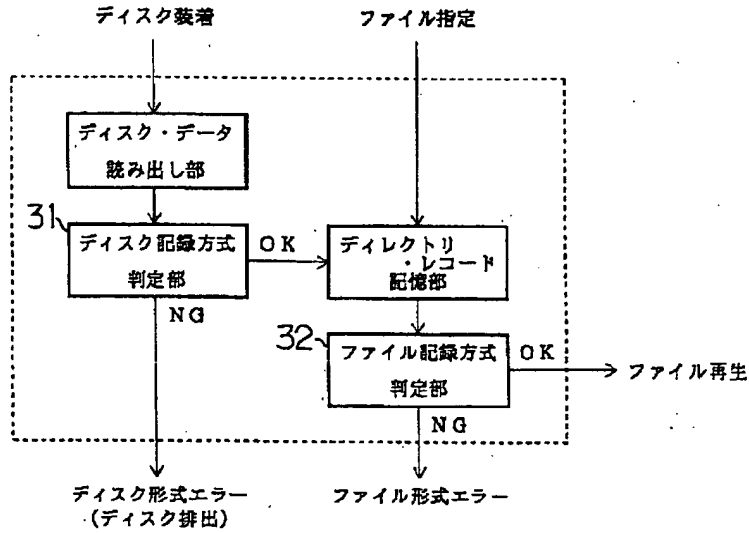 ディスク装着
ファイル指定
ディスク・データ
読み出し部
31
ディスク記録方式
判定部
OK
ディレクトリ
・レコード
記憶部
NG
32
ファイル記録方式
判定部
OK
ファイル再生
NG
ディスク形式エラー
(ディスク排出)
ファイル形式エラー